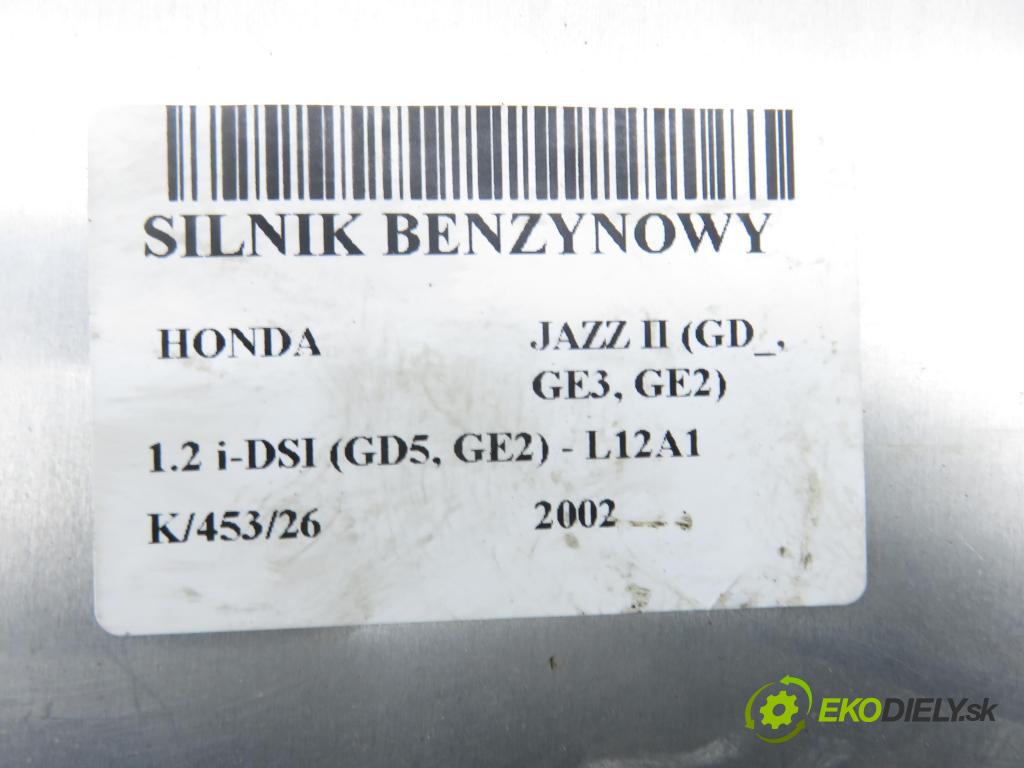 SILNIK BENZYNOWY
HONDA JAZZ II (GD_,
GE3, GE2)
1.2 i-DSI (GD5, GE2) - L12A1
K/453/26 2002
EKODIELY.sk